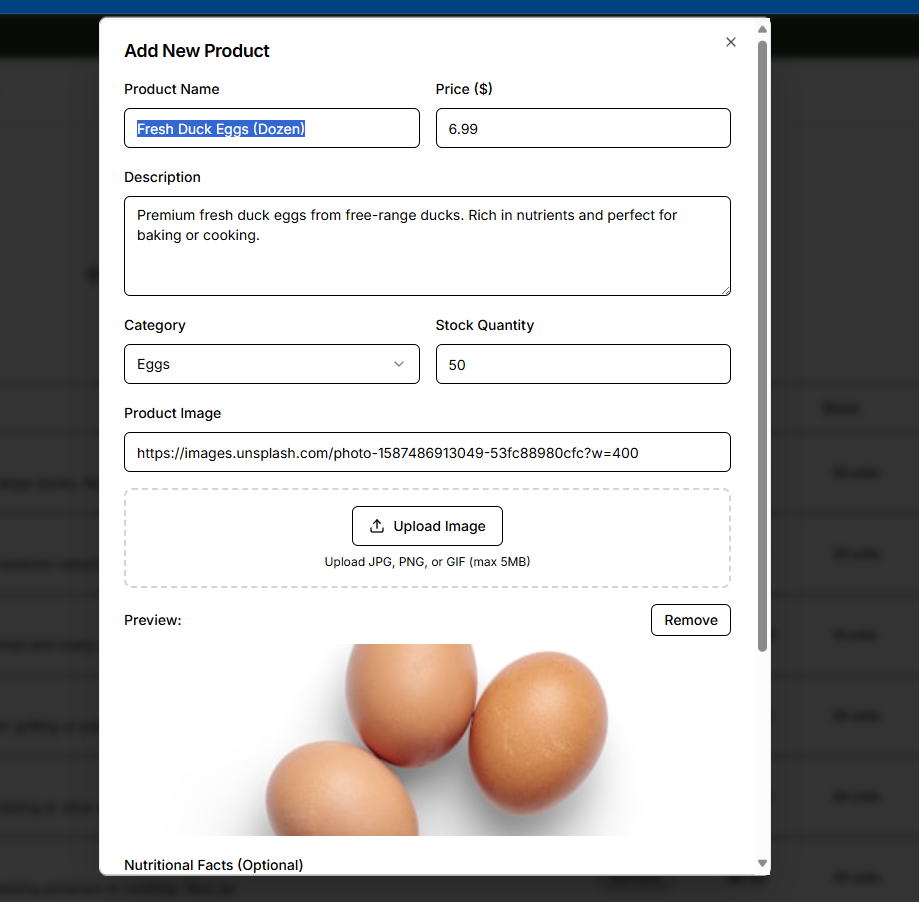 Add New Product
Product Name
Price ($)
Fresh Duck Eggs (Dozen)
6.99
Description
Premium fresh duck eggs from free-range ducks. Rich in nutrients and perfect for
baking or cooking.
Category
Stock Quantity
Eggs
50
Product Image
https://images.unsplash.com/photo-1587486913049-53fc88980cfc?w=400
Upload Image
Upload JPG, PNG, or GIF (max 5MB)
Preview:
Remove
Nutritional Facts (Optional)